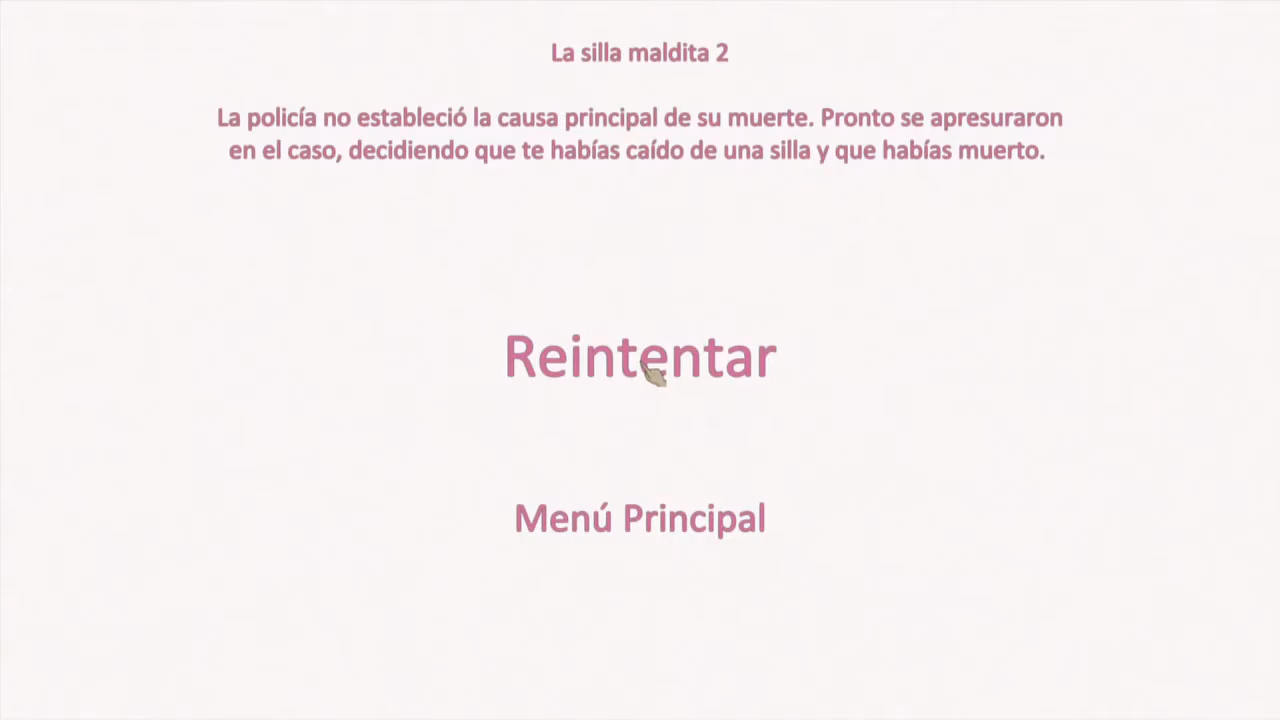 La silla maldita 2
La policía no estableció la causa principal de su muerte. Pronto se apresuraron
en el caso, decidiendo que te habías caído de una silla y que habías muerto.
Reintentar
Menú Principal